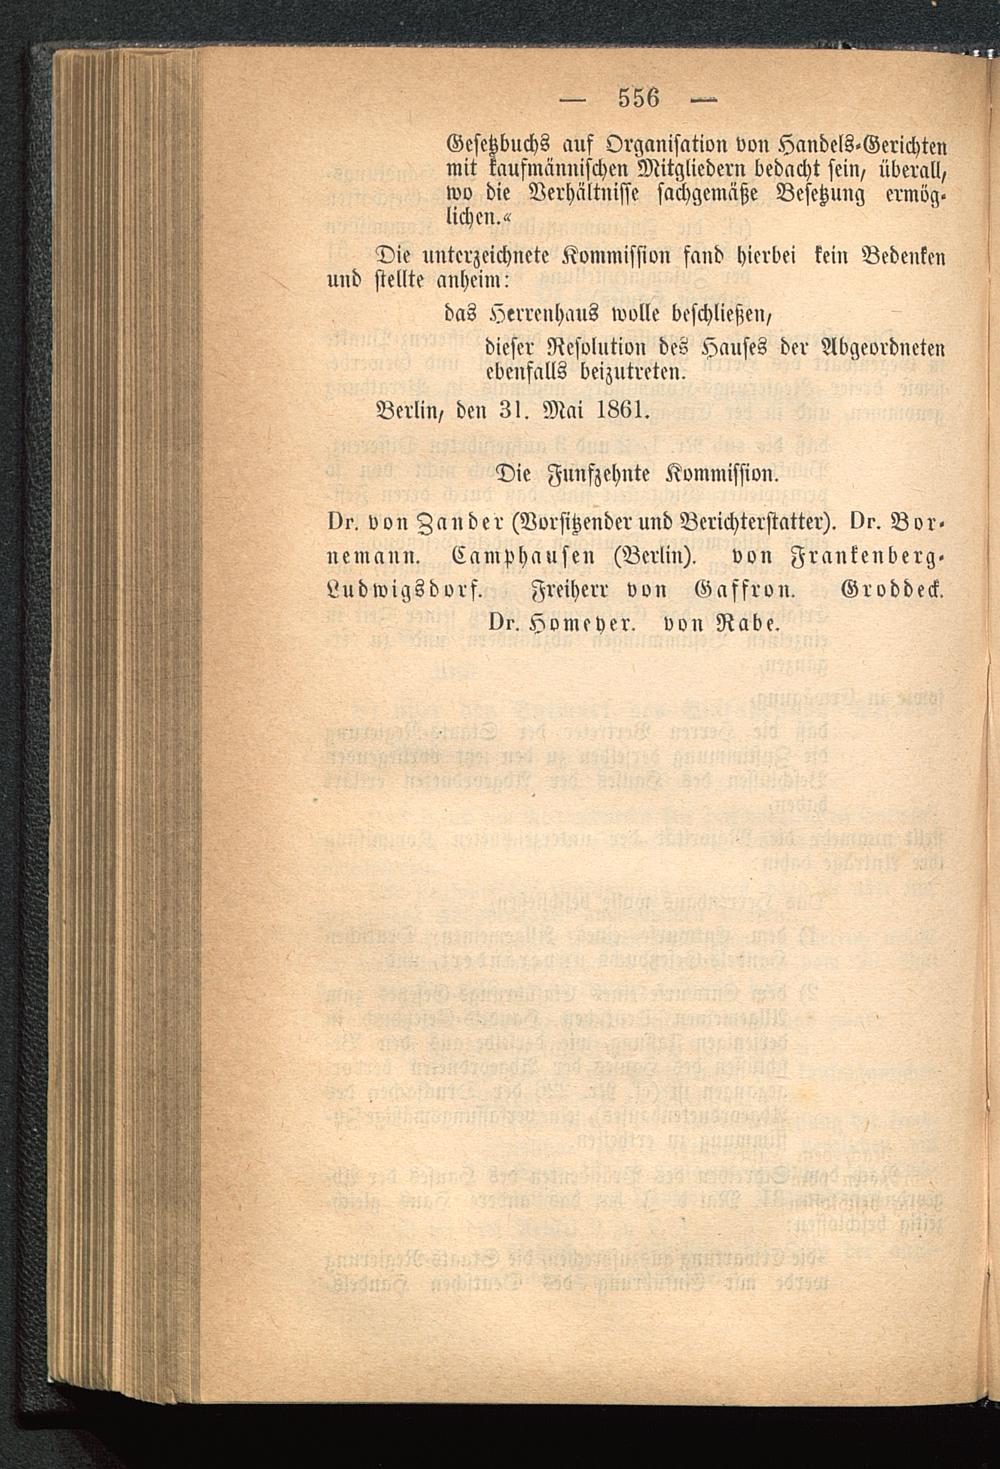 — 556 —
Gesetzbuchs auf Organisation von Handels-Gerichten
mit kaufmännischen Mitgliedern bedacht sein, überall,
wo die Verhältnisse sachgemäße Besetzung ermög-
lichen.“
Die unterzeichnete Kommission fand hierbei kein Bedenken
und stellte anheim:
das Herrenhaus wolle beschließen,
dieser Resolution des Hauses der Abgeordneten
ebenfalls beizutreten.
Berlin, den 31. Mai 1861.
Die Funfzehnte Kommission.
Dr. von Zander (Vorsitzender und Berichterstatter). Dr. Bor-
nemann. Camphausen (Berlin). von Frankenberg-
Ludwigsdorf. Freiherr von Gaffron. Groddeck.
Dr. Homeyer. von Rabe.